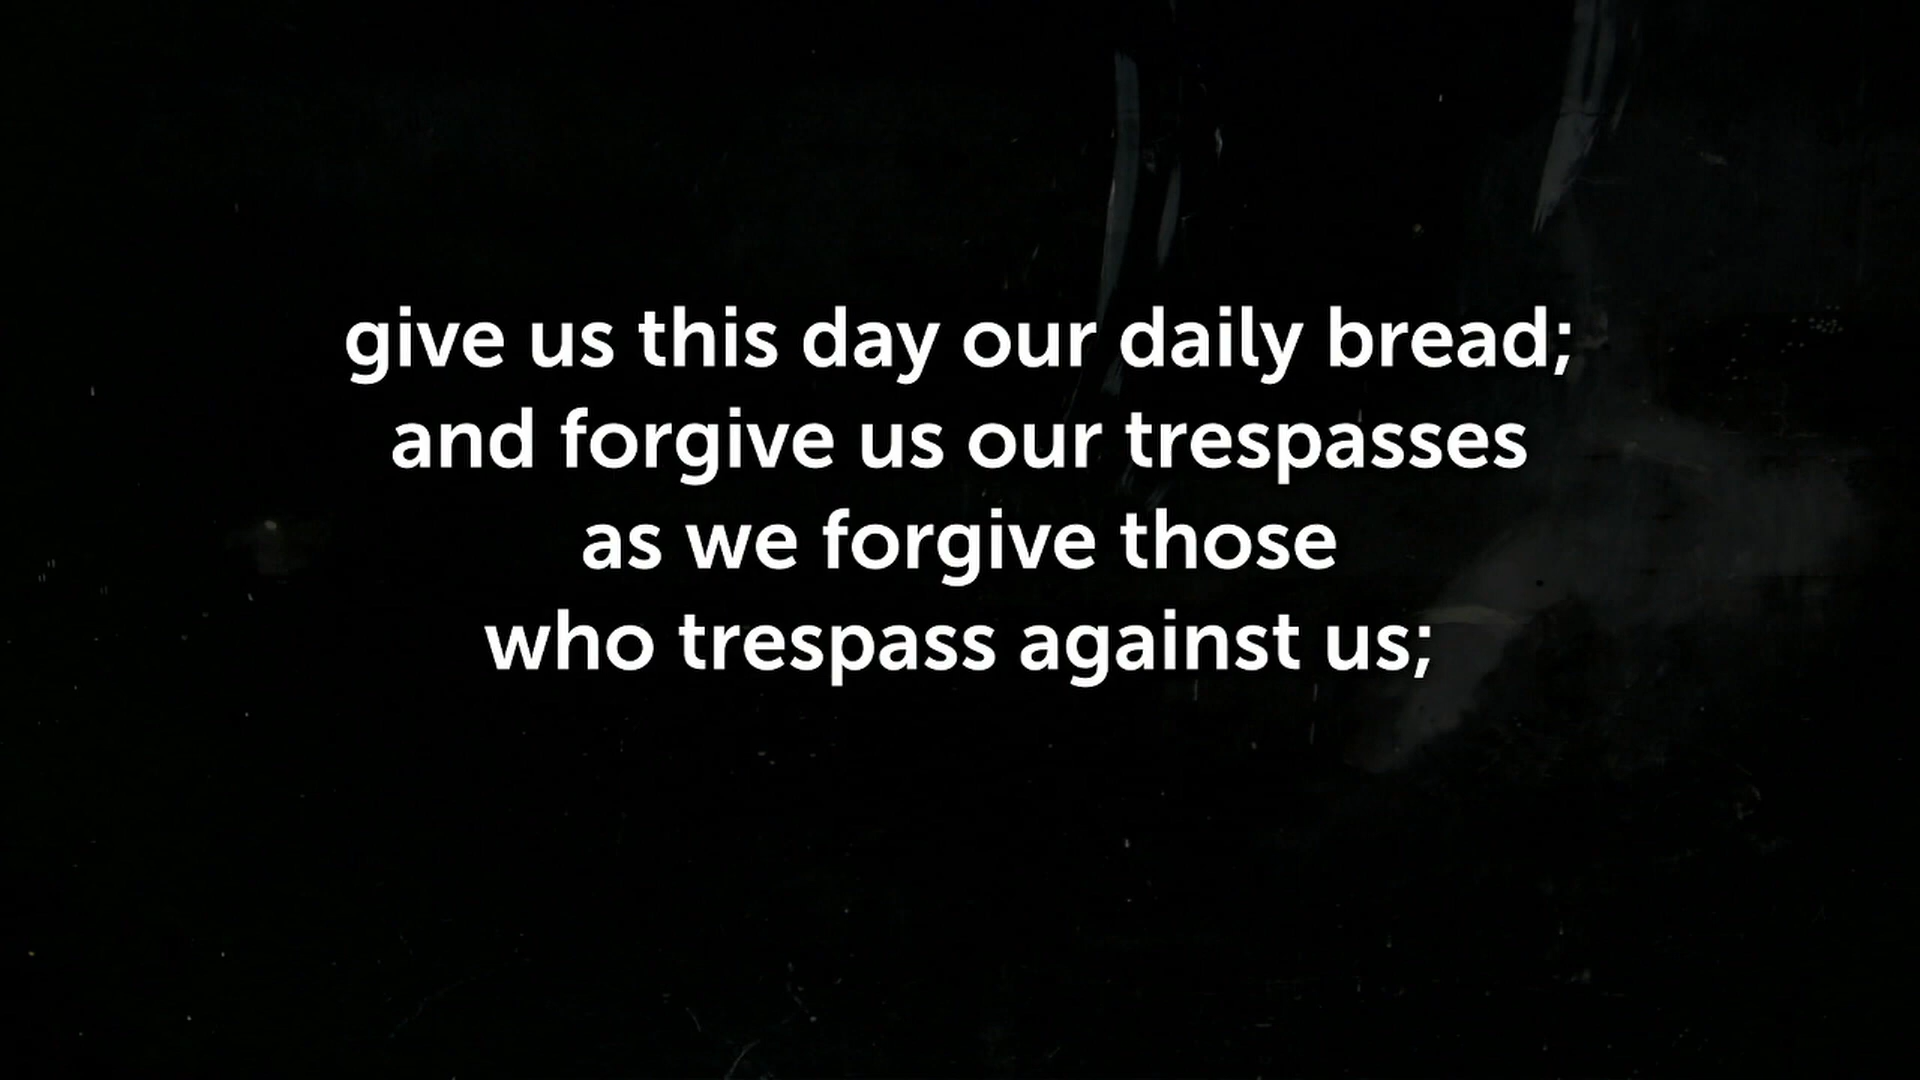 give us this day our daily bread;
and forgive us our trespasses
as we forgive those
who trespass against us;